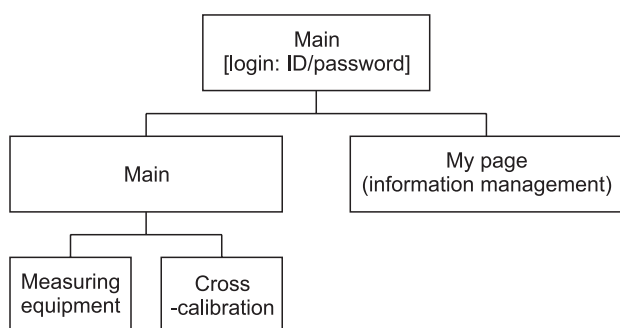 Main
[login: ID/password]
Main
My page
(information management)
Measuring
equipment
Cross
-calibration